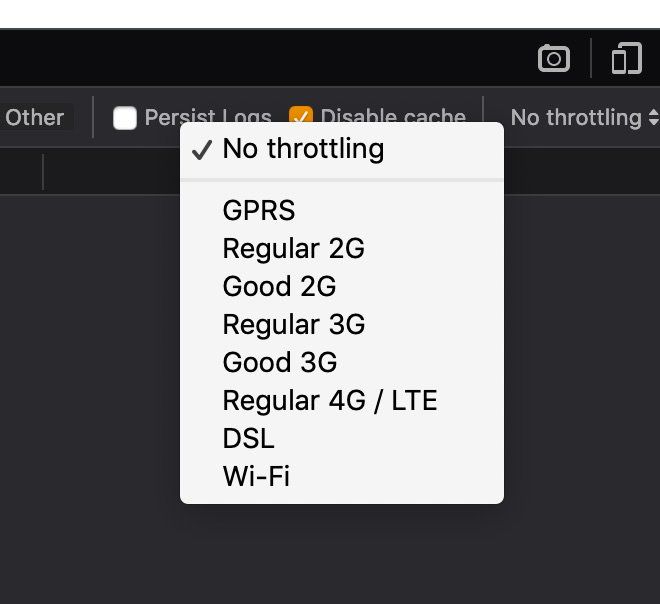 Other Persist Logs Disable cache No throttling
No throttling
GPRS
Regular 2G
Good 2G
Regular 3G
Good 3G
Regular 4G / LTE
DSL
Wi-Fi